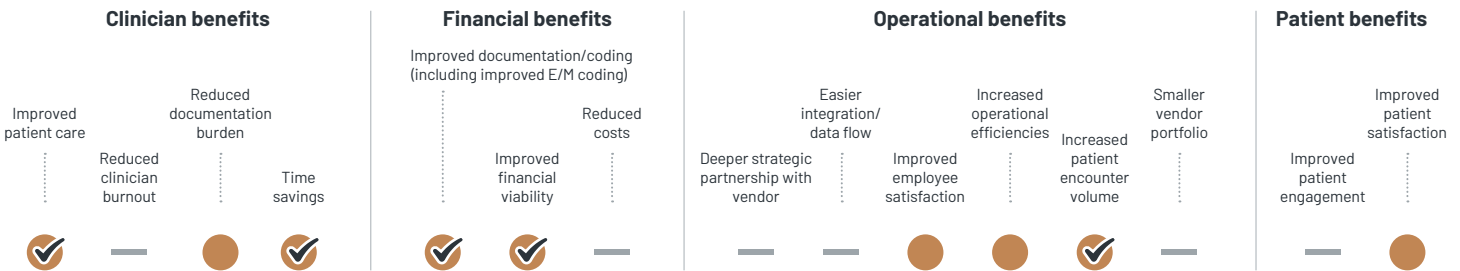 Clinician benefits
Improved
patient care
Reduced
clinician
burnout
Reduced
documentation
burden
Time
savings
Financial benefits
Improved documentation/coding
(including improved E/M coding)
Improved
financial
viability
Reduced
costs
Operational benefits
Deeper strategic
partnership with
vendor
Easier
integration/
data flow
Improved
employee
satisfaction
Increased
operational
efficiencies
Increased
patient
encounter
volume
Smaller
vendor
portfolio
Patient benefits
Improved
patient
engagement
Improved
patient
satisfaction